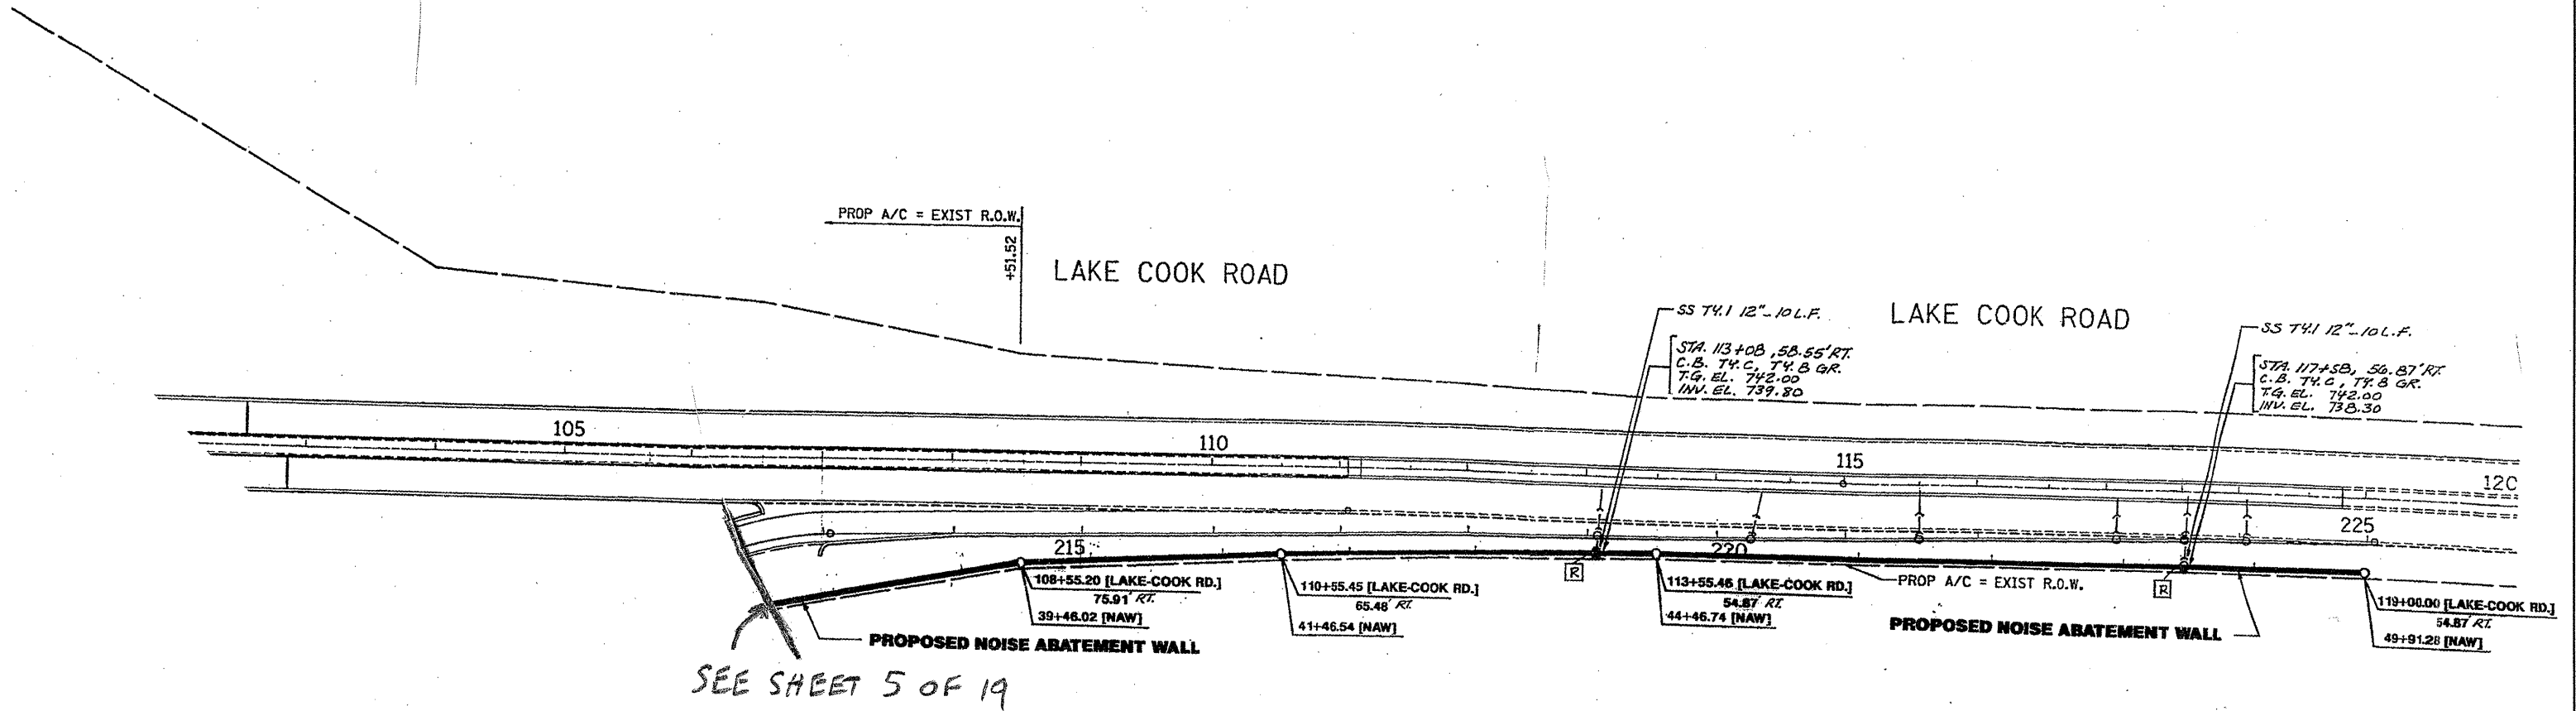 PROP A/C = EXIST R.O.W.
+51.52
LAKE COOK ROAD
SS TY.1 12"-10 L.F.
STA. 113+08, 58.55' RT.
C.B. TY. C, TY. B GR.
T.G. EL. 742.00
INV. EL. 739.80
LAKE COOK ROAD
SS TY.1 12"-10 L.F.
STA. 117+58, 56.87' RT.
C.B. TY. C, TY. 8 GR.
T.G. EL. 742.00
INV. EL. 738.30
105
110
115
12C
215
220
225
108+55.20 [LAKE-COOK RD.]
75.91' RT.
39+46.02 [NAW]
110+55.45 [LAKE-COOK RD.]
65.48' RT.
41+46.54 [NAW]
R
113+55.46 [LAKE-COOK RD.]
54.87' RT.
44+46.74 [NAW]
PROP A/C = EXIST R.O.W.
R
119+00.00 [LAKE-COOK RD.]
54.87' RT.
49+91.28 [NAW]
PROPOSED NOISE ABATEMENT WALL
PROPOSED NOISE ABATEMENT WALL
SEE SHEET 5 OF 19